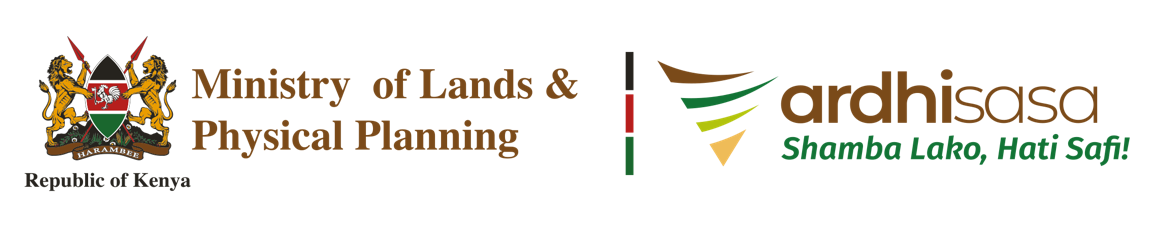 HARAMBEE
Republic of Kenya
Ministry of Lands &
Physical Planning
ardhisasa
Shamba Lako, Hati Safi!